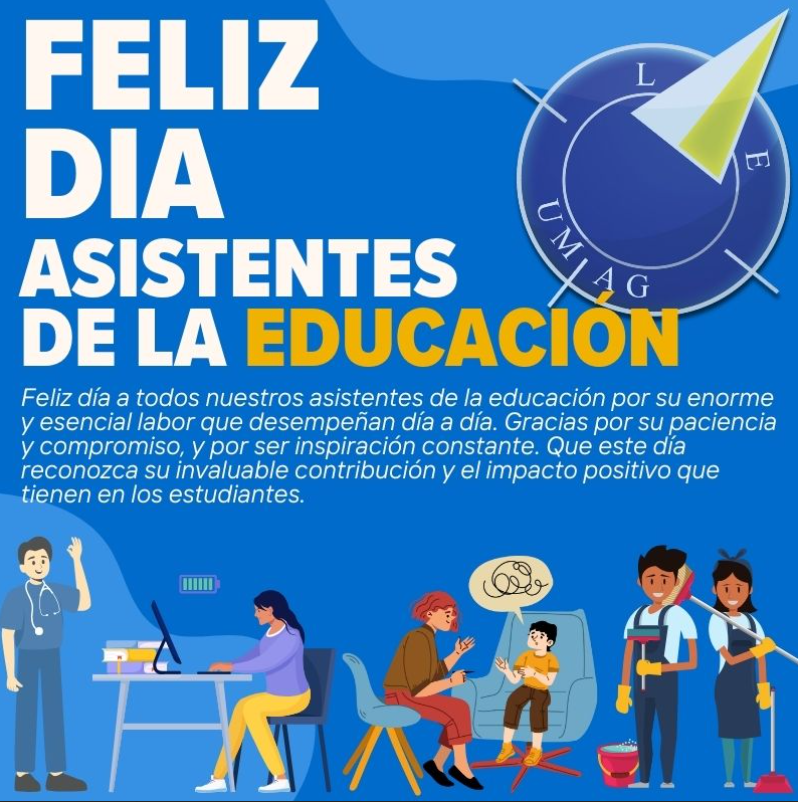 FELIZ
DIA
ASISTENTES
DE LA EDUCACIÓN
L
E
UMAG
Feliz día a todos nuestros asistentes de la educación por su enorme
y esencial labor que desempeñan día a día. Gracias por su paciencia
y compromiso, y por ser inspiración constante. Que este día
reconozca su invaluable contribución y el impacto positivo que
tienen en los estudiantes.